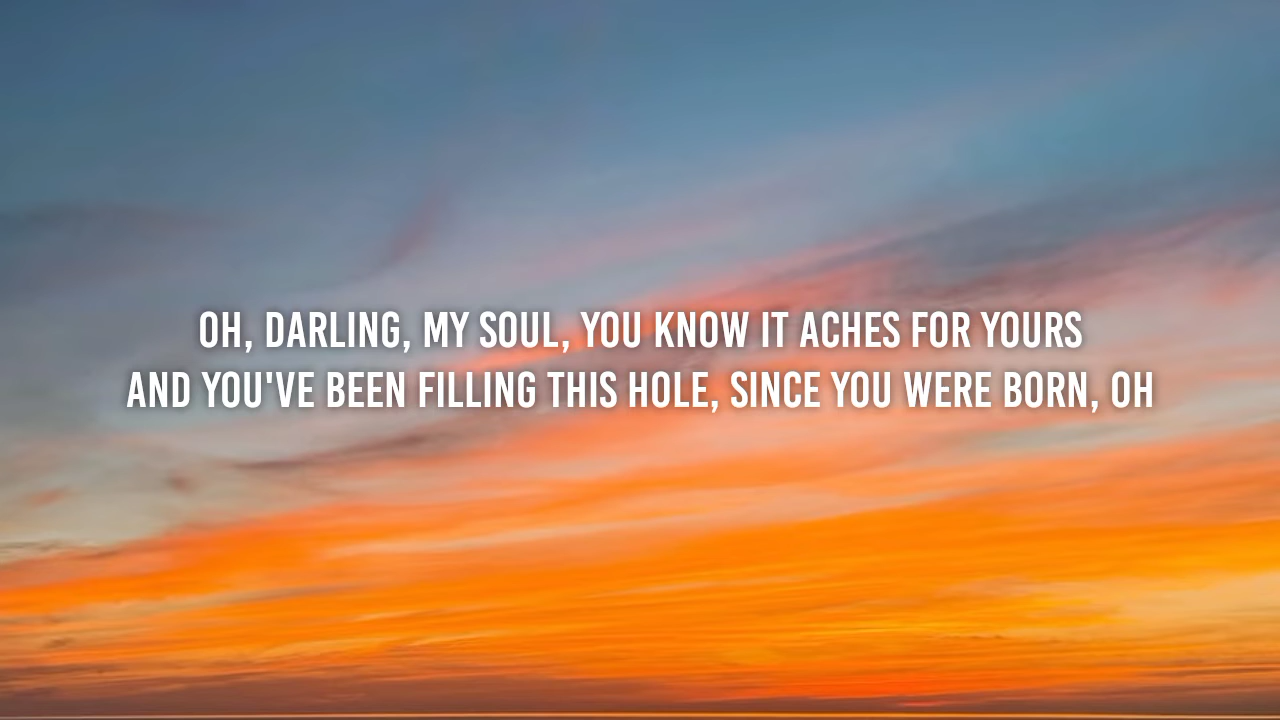 OH, DARLING, MY SOUL, YOU KNOW IT ACHES FOR YOURS
AND YOU'VE BEEN FILLING THIS HOLE, SINCE YOU WERE BORN, OH